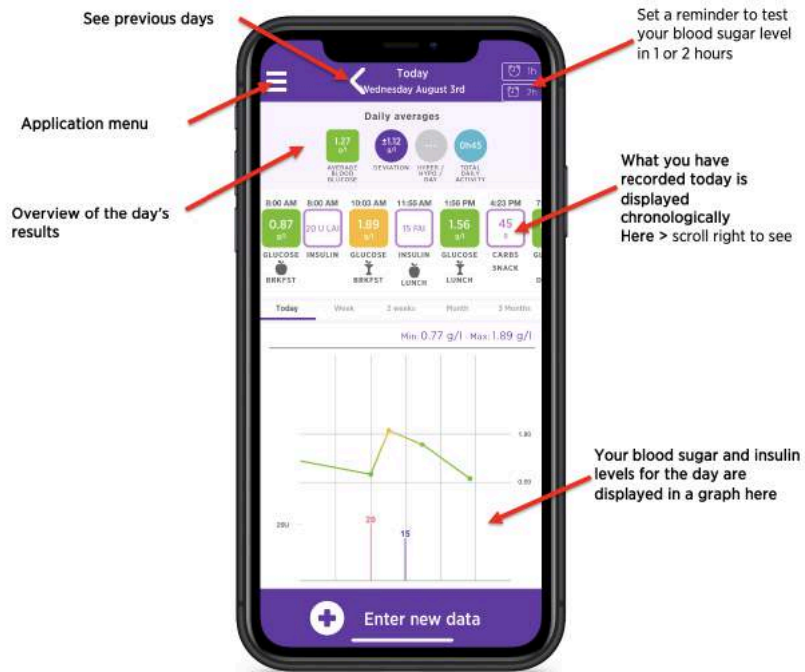 See previous days
Set a reminder to test
your blood sugar level
in 1 or 2 hours
Today
Wednesday August 3rd
1h
2h
Application menu
Daily averages
1.27
g/l
±1.12
g/l
---
0h45
AVERAGE
BLOOD
GLUCOSE
DEVIATION
HYPER /
HYPO /
DAY
TOTAL
DAILY
ACTIVITY
Overview of the day's
results
What you have
recorded today is
displayed
chronologically
Here > scroll right to see
8:00 AM 8:00 AM 10:03 AM 11:55 AM 1:56 PM 4:23 PM 7
0.87
g/l
20 U LAI
1.89
g/l
15 FAI
1.56
g/l
45
GLUCOSE INSULIN GLUCOSE INSULIN GLUCOSE CARBS
BRKFST BRKFST LUNCH LUNCH SNACK
Today Week 2 weeks Month 3 Months
Min: 0.77 g/l - Max: 1.89 g/l
1.80
20U
20
15
Your blood sugar and insulin
levels for the day are
displayed in a graph here
Enter new data